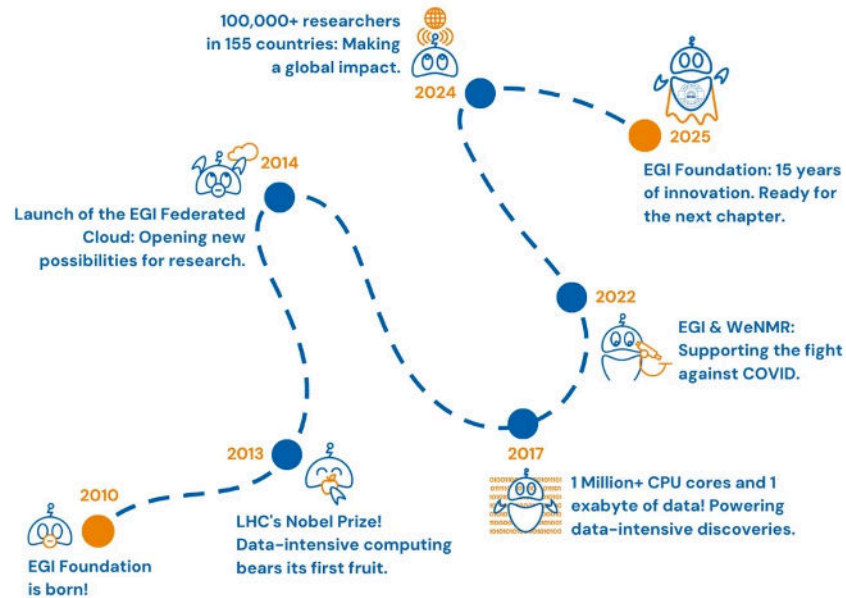 2010
EGI Foundation
is born!
2013
LHC's Nobel Prize!
Data-intensive computing
bears its first fruit.
2014
Launch of the EGI Federated
Cloud: Opening new
possibilities for research.
2017
1 Million+ CPU cores and 1
exabyte of data! Powering
data-intensive discoveries.
2022
EGI & WeNMR:
Supporting the fight
against COVID.
100,000+ researchers
in 155 countries: Making
a global impact.
2024
2025
EGI Foundation: 15 years
of innovation. Ready for
the next chapter.